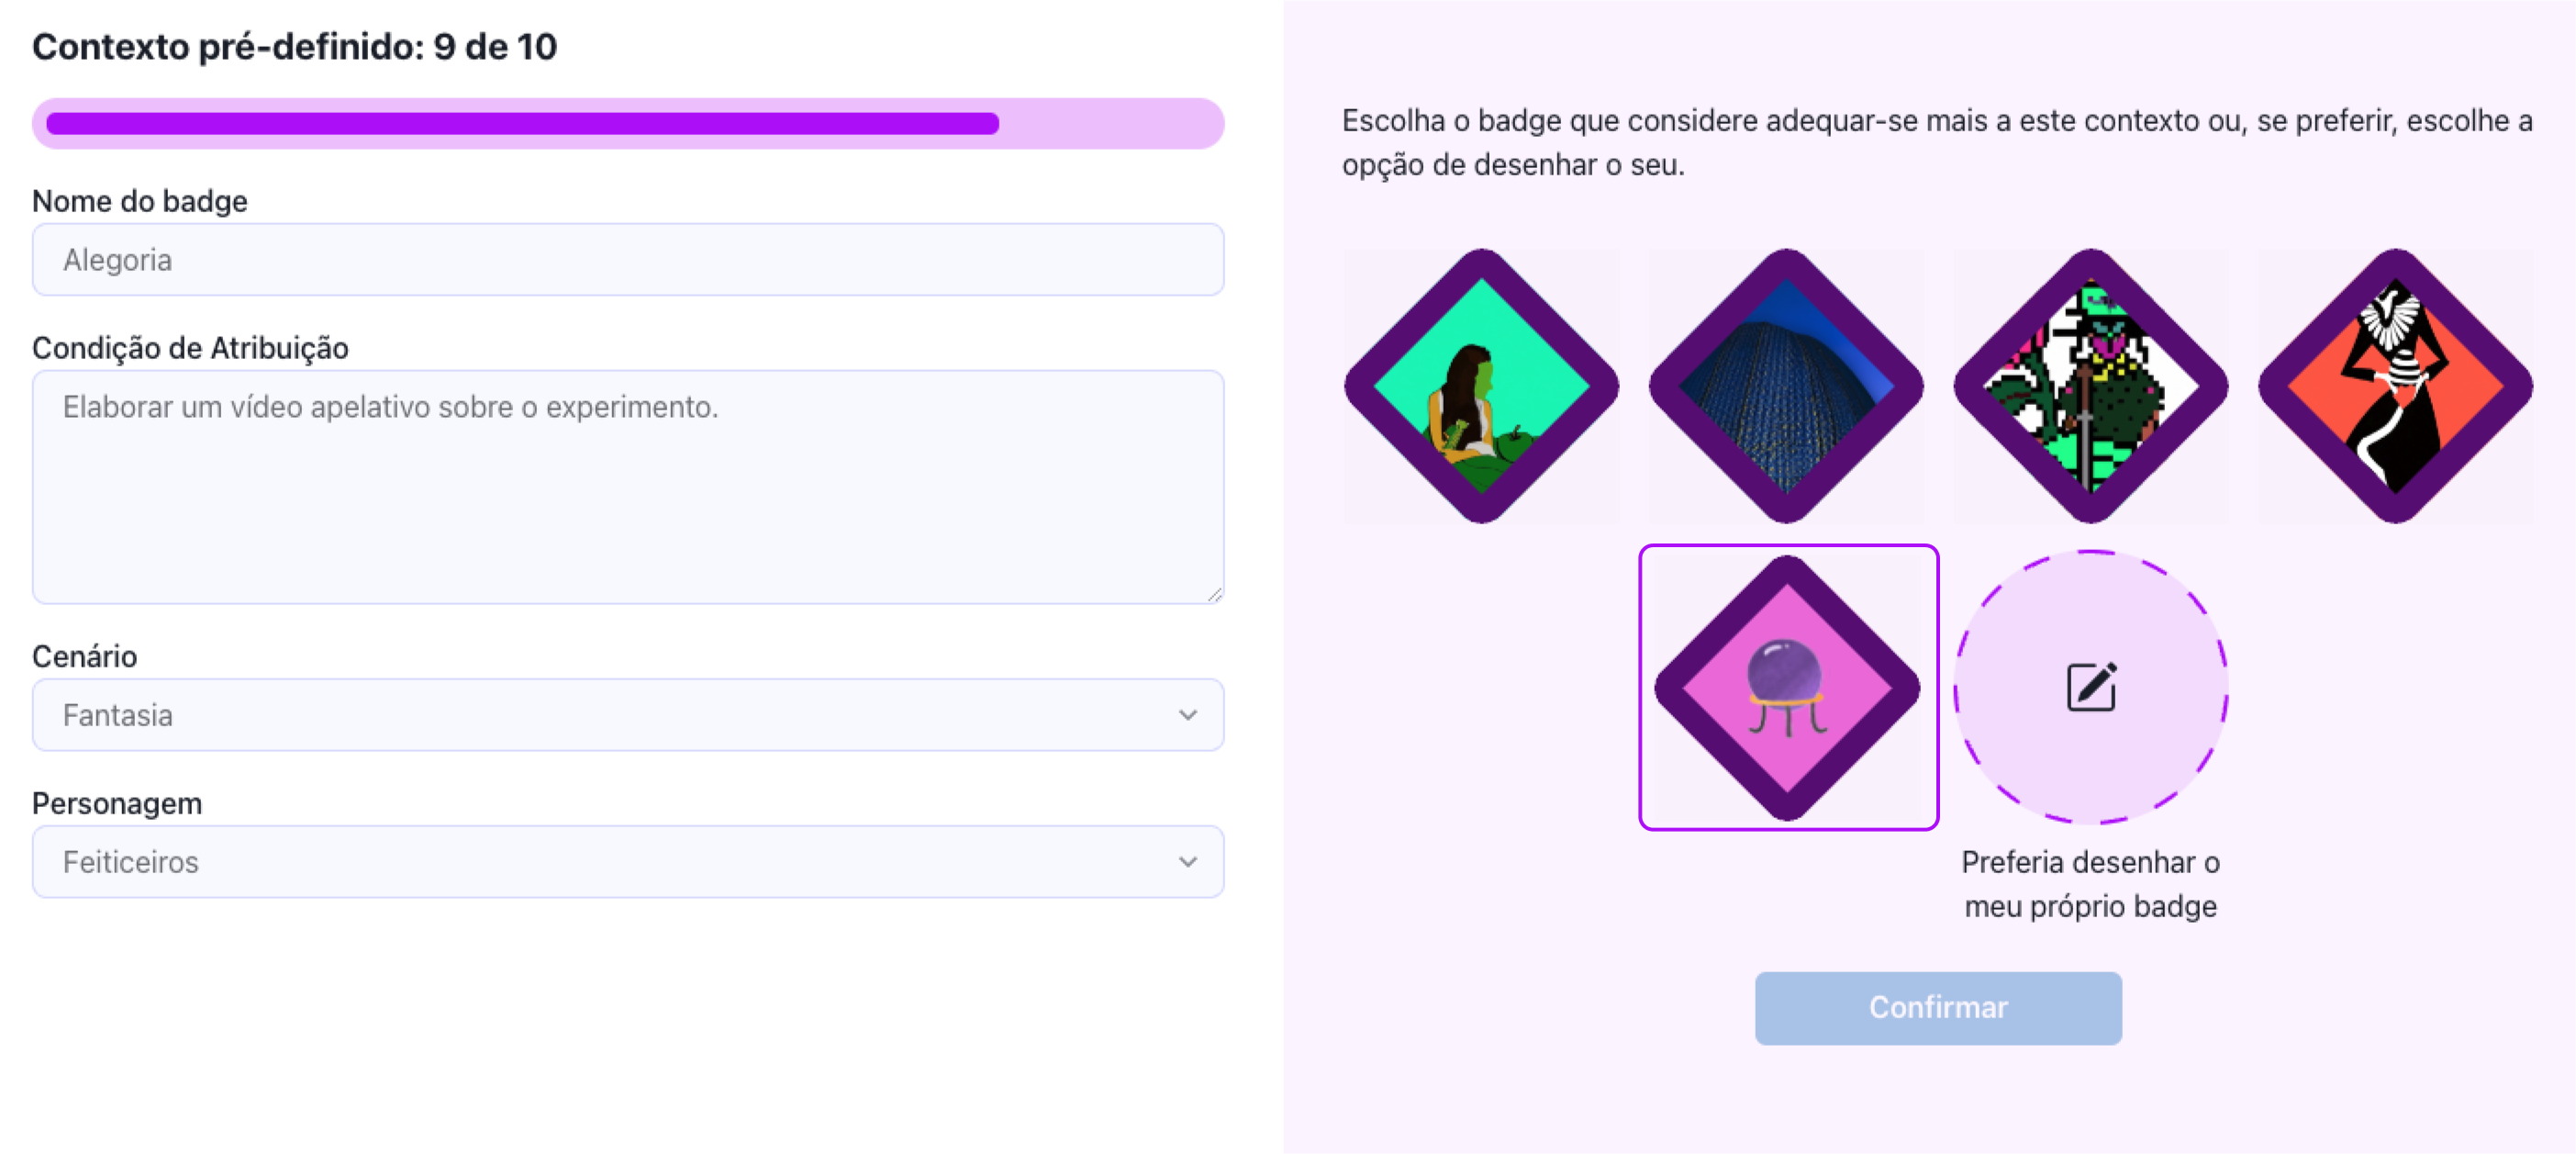 Contexto pré-definido: 9 de 10
Nome do badge
Alegoria
Condição de Atribuição
Elaborar um vídeo apelativo sobre o experimento.
Cenário
Fantasia
Personagem
Feiticeiros
Escolha o badge que considere adequar-se mais a este contexto ou, se preferir, escolhe a
opção de desenhar o seu.
Preferia desenhar o
meu próprio badge
Confirmar